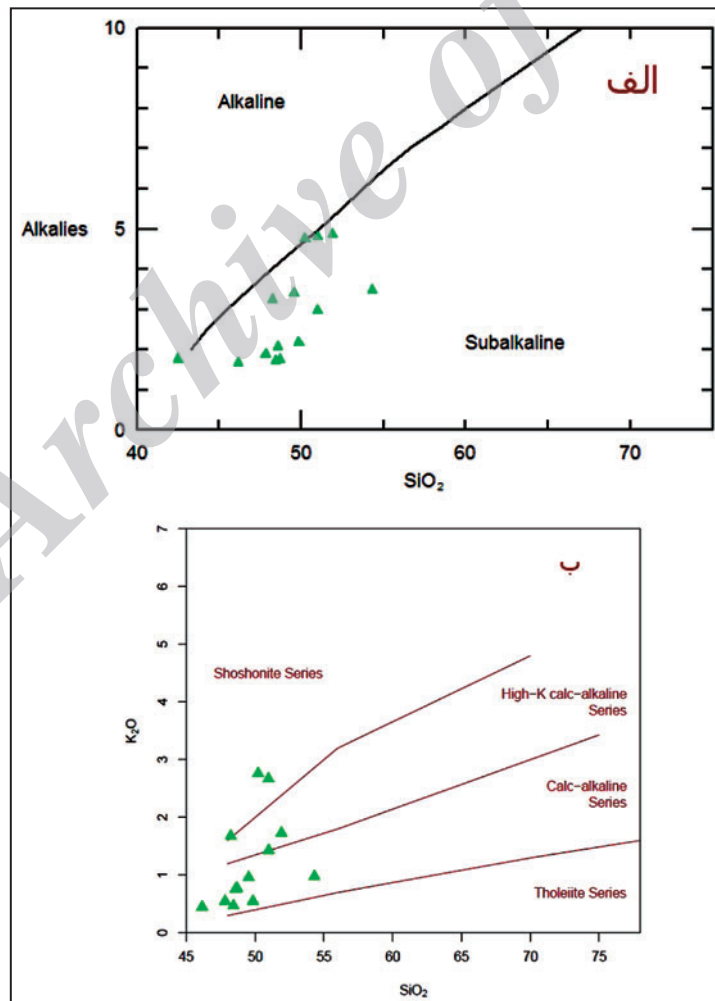 10
الف
Alkaline
Alkalies
5
Subalkaline
0
40
50
60
70
SiO₂
Archive of
7
ب
6
5
Shoshonite Series
4
High-K calc-alkaline
Series
K₂O
3
Calc-alkaline
Series
2
1
Tholeiite Series
0
45
50
55
60
65
70
75
SiO₂